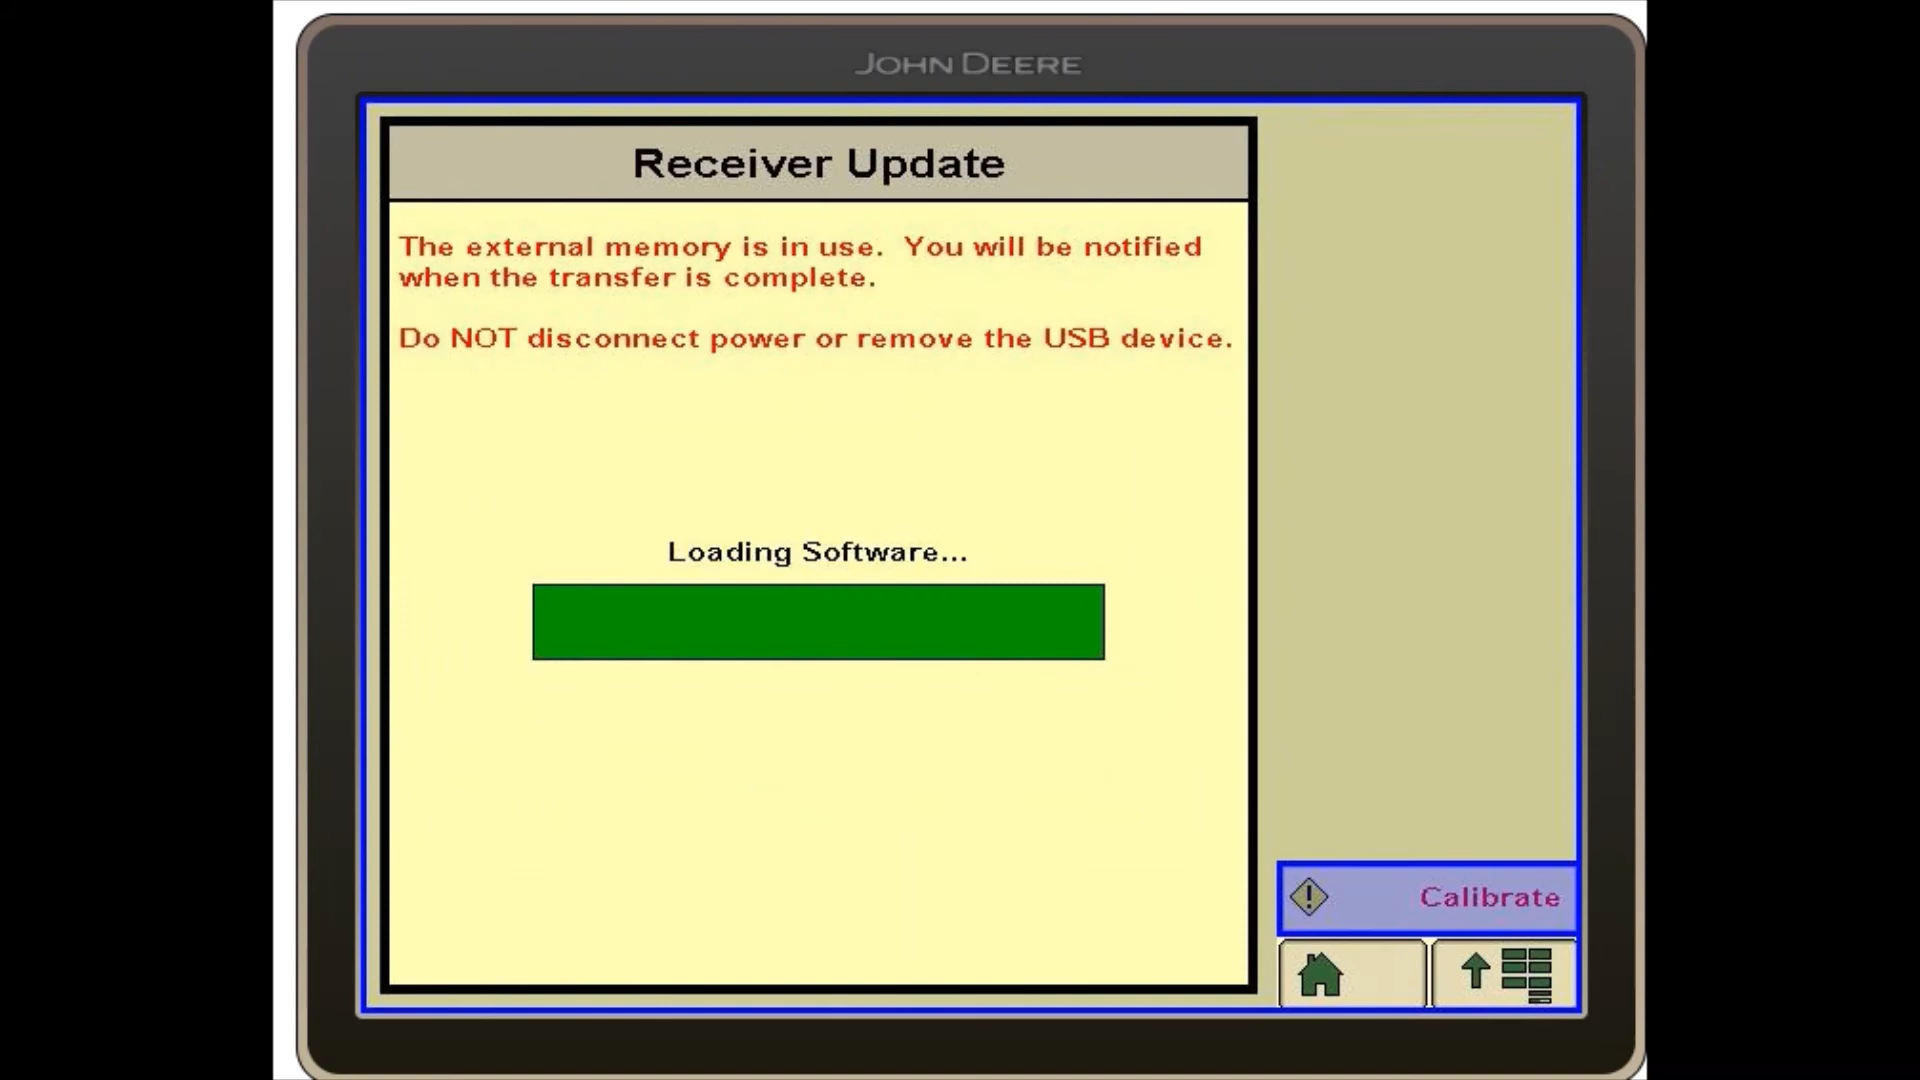 JOHN DEERE
Receiver Update
The external memory is in use. You will be notified
when the transfer is complete.
Do NOT disconnect power or remove the USB device.
Loading Software...
Calibrate